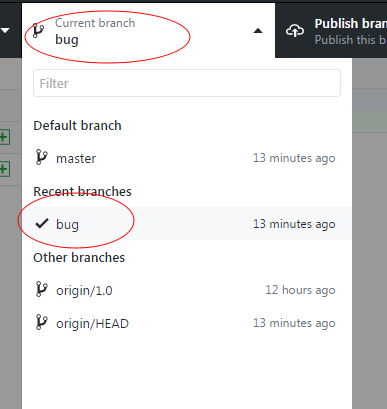 Current branch
bug
Publish bran
Publish this b
Filter
Default branch
master 13 minutes ago
Recent branches
bug 13 minutes ago
Other branches
origin/1.0 12 hours ago
origin/HEAD 13 minutes ago